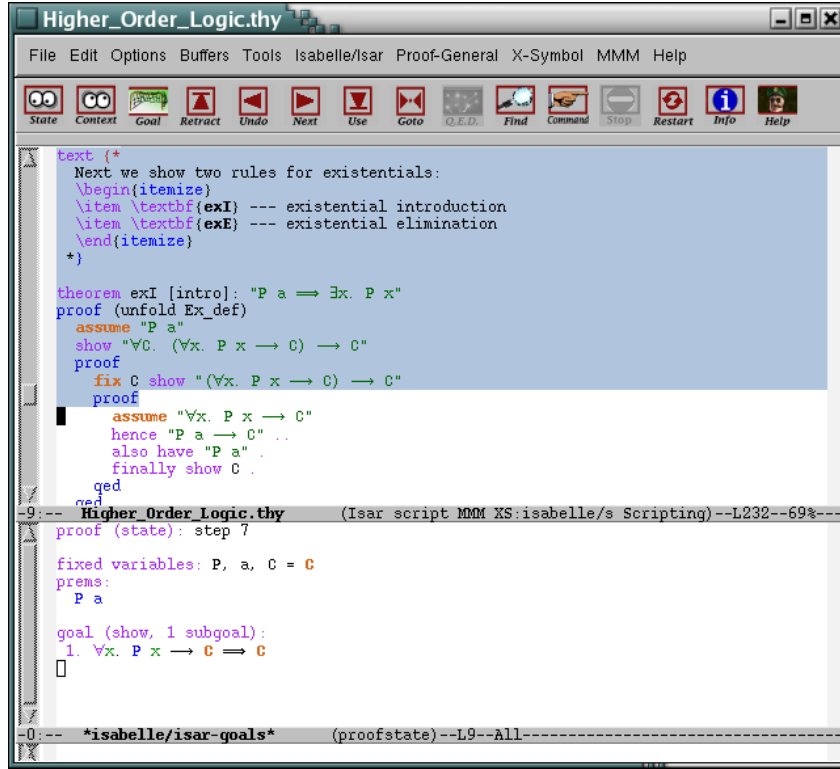 Higher_Order_Logic.thy
File Edit Options Buffers Tools Isabelle/Isar Proof-General X-Symbol MMM Help
State Context Goal Retract Undo Next Use Goto Q.E.D. Find Command Stop Restart Info Help
text {*
  Next we show two rules for existentials:
  \begin{itemize}
  \item \textbf{exI} --- existential introduction
  \item \textbf{exE} --- existential elimination
  \end{itemize}
 *}
theorem exI [intro]: "P a ⟹ ∃x. P x"
proof (unfold Ex_def)
  assume "P a"
  show "∀C. (∀x. P x ⟶ C) ⟶ C"
  proof
    fix C show "(∀x. P x ⟶ C) ⟶ C"
    proof
      assume "∀x. P x ⟶ C"
      hence "P a ⟶ C" ..
      also have "P a" .
      finally show C .
    qed
  qed
-9:-- Higher_Order_Logic.thy (Isar script MMM XS:isabelle/s Scripting)--L232--69%---
proof (state): step 7
fixed variables: P, a, C = C
prems:
  P a
goal (show, 1 subgoal):
 1. ∀x. P x ⟶ C ⟹ C
-0:-- *isabelle/isar-goals* (proofstate)--L9--All-----------------------------------